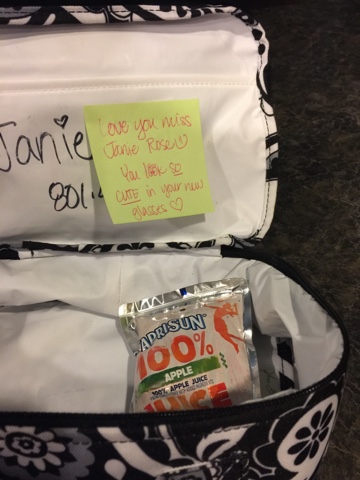 Janie
801.
Love you miss
Janie Rose
You look so
CUTE in your new
glasses ♡
CAPRISUN
100%
APPLE
100% APPLE JUICE
JUICE